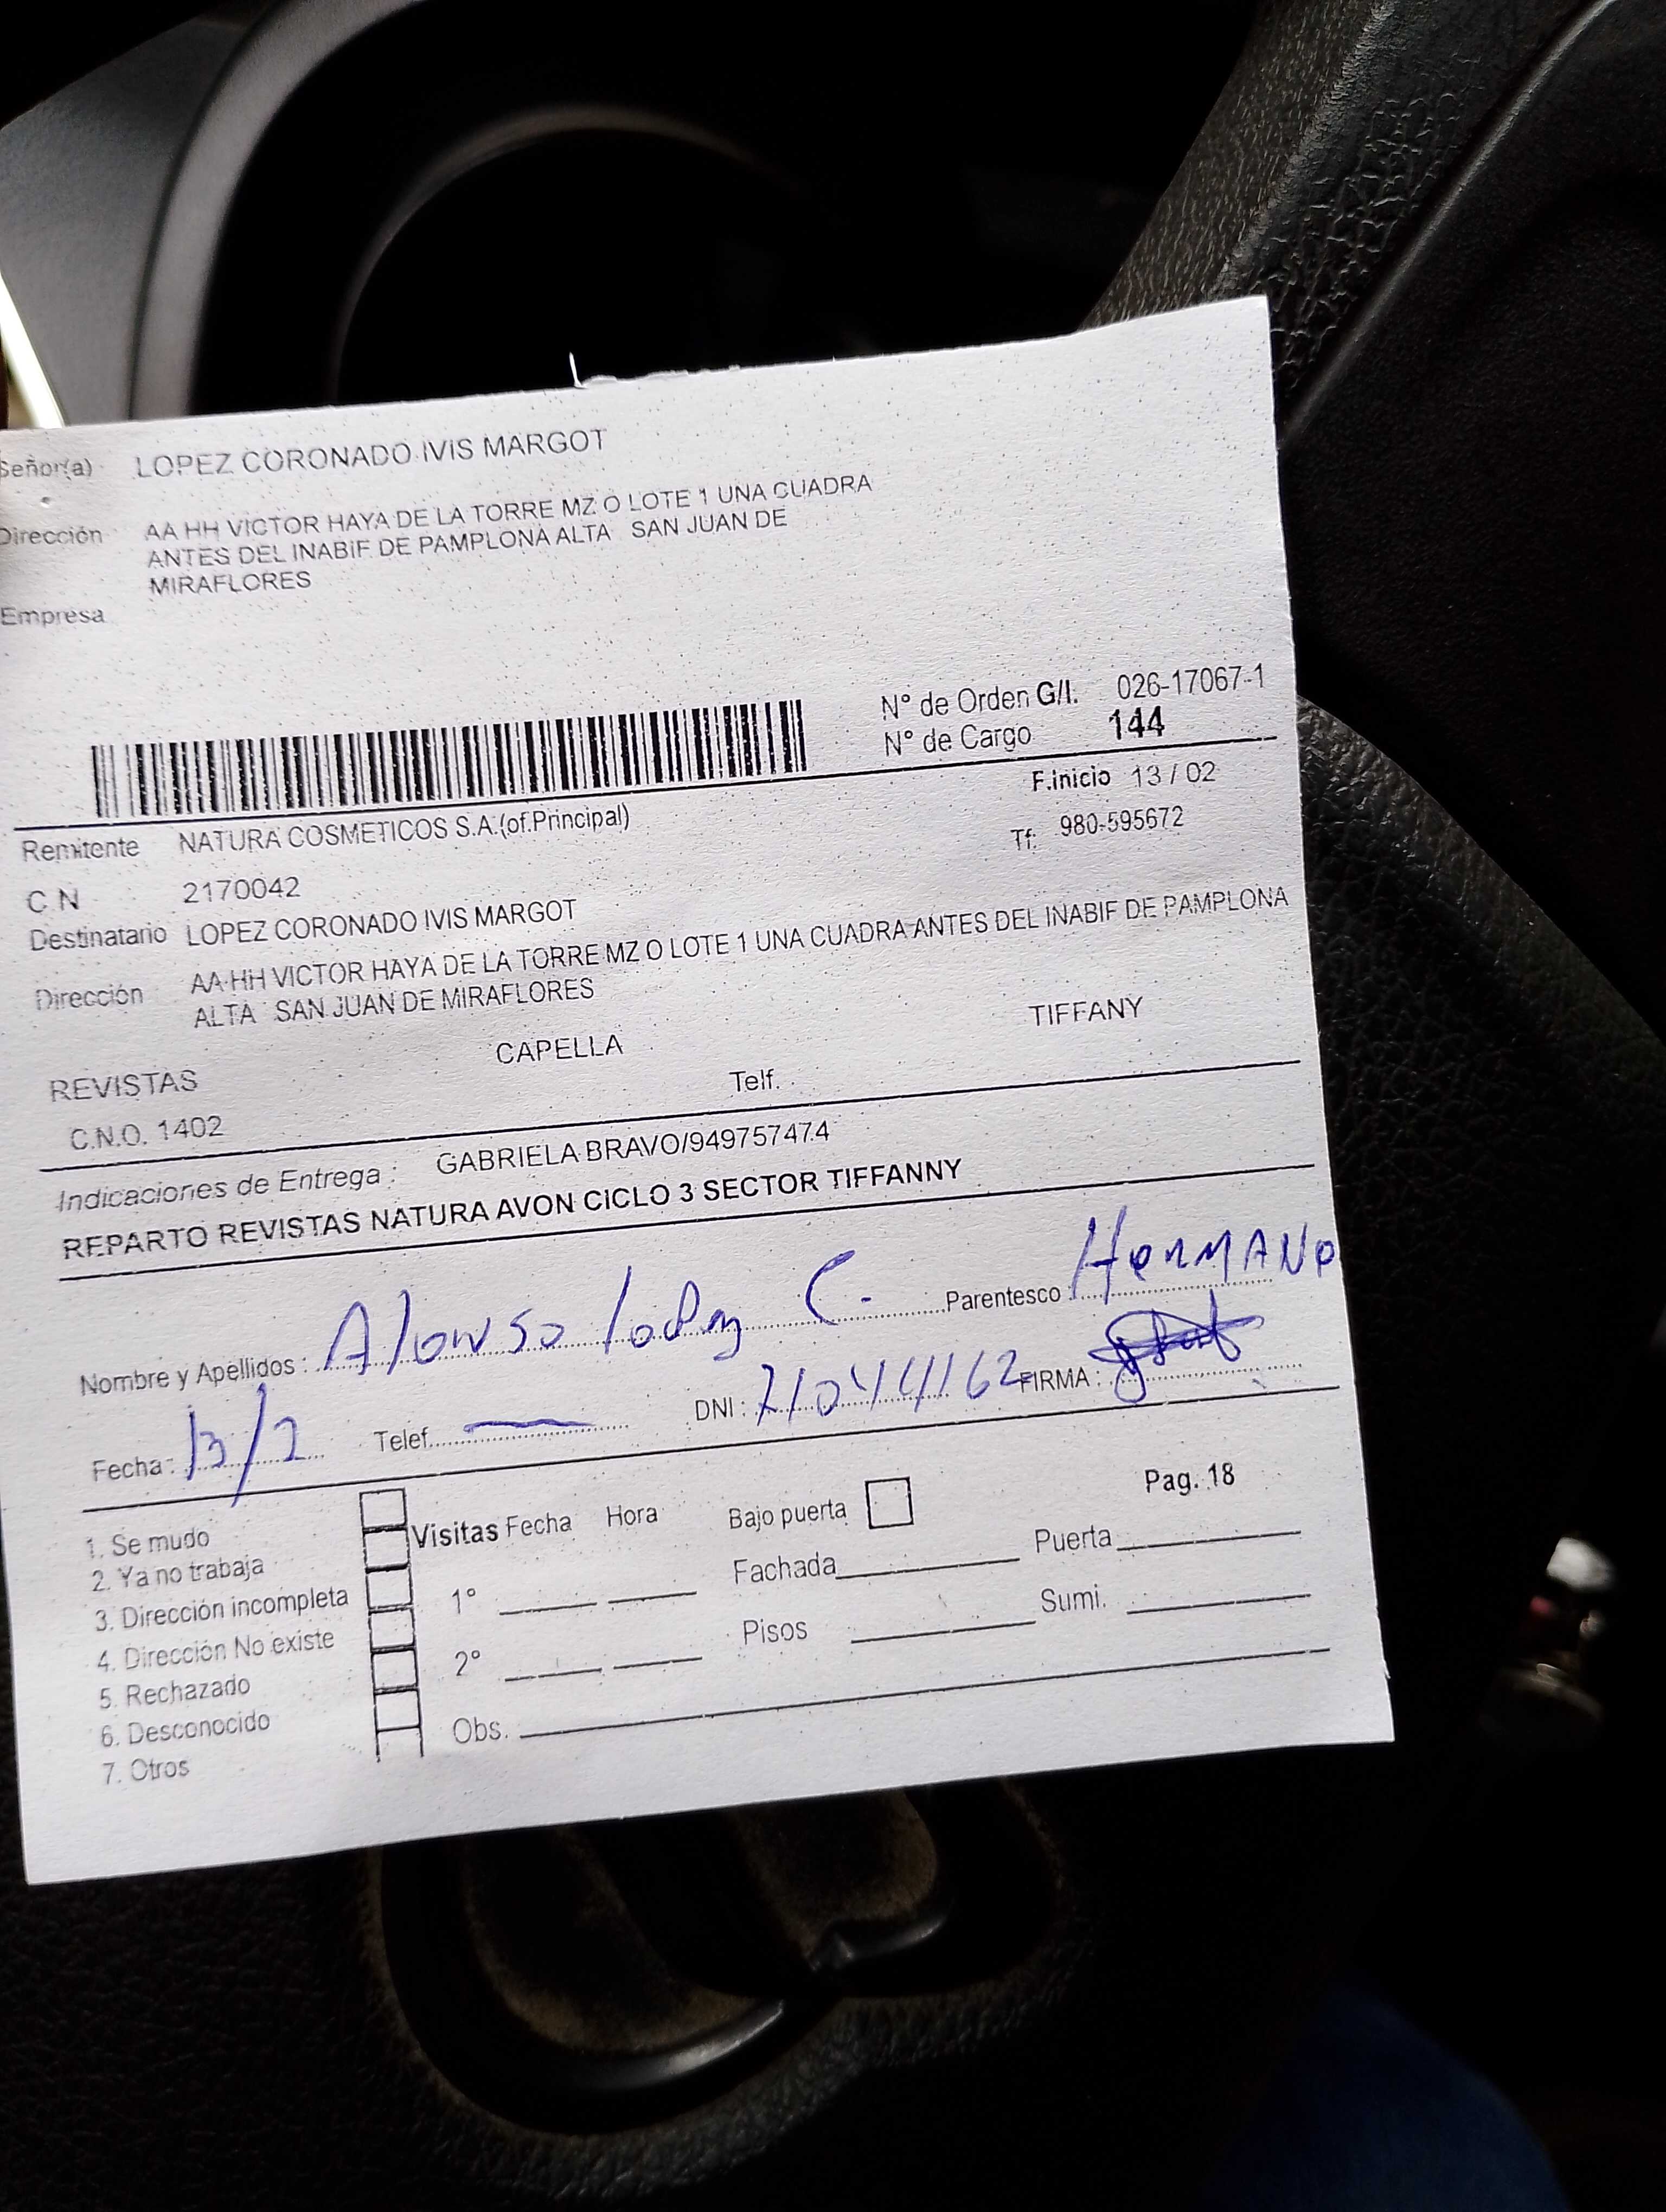 Señor(a) LOPEZ CORONADO IVIS MARGOT
Dirección AA HH VICTOR HAYA DE LA TORRE MZ O LOTE 1 UNA CUADRA
ANTES DEL INABIF DE PAMPLONA ALTA SAN JUAN DE
MIRAFLORES
Empresa
Nº de Orden G/I. 026-17067-1
Nº de Cargo 144
F.inicio 13 / 02
Remitente NATURA COSMETICOS S.A.(of.Principal)
Tf: 980-595672
C.N 2170042
Destinatario LOPEZ CORONADO IVIS MARGOT
Dirección AA HH VICTOR HAYA DE LA TORRE MZ O LOTE 1 UNA CUADRA ANTES DEL INABIF DE PAMPLONA
ALTA SAN JUAN DE MIRAFLORES
REVISTAS CAPELLA TIFFANY
C.N.O. 1402 Telf.
Indicaciones de Entrega : GABRIELA BRAVO/949757474
REPARTO REVISTAS NATURA AVON CICLO 3 SECTOR TIFFANNY
Nombre y Apellidos : Alonso lopez C. Parentesco : HerMANo
Fecha : 13/2 Telef. DNI : FIRMA :
Pag. 18
1. Se mudo
2. Ya no trabaja
3. Dirección incompleta
4. Dirección No existe
5. Rechazado
6. Desconocido
7. Otros
Visitas Fecha Hora Bajo puerta
1° Fachada Puerta
2° Pisos Sumi.
Obs.